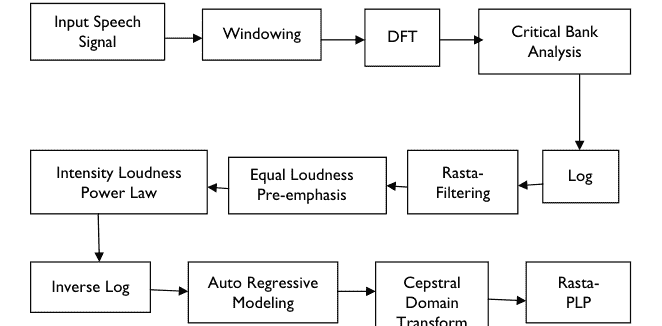 Input Speech
Signal
Windowing
DFT
Critical Bank
Analysis
Intensity Loudness
Power Law
Equal Loudness
Pre-emphasis
Rasta-
Filtering
Log
Inverse Log
Auto Regressive
Modeling
Cepstral
Domain
Transform
Rasta-
PLP